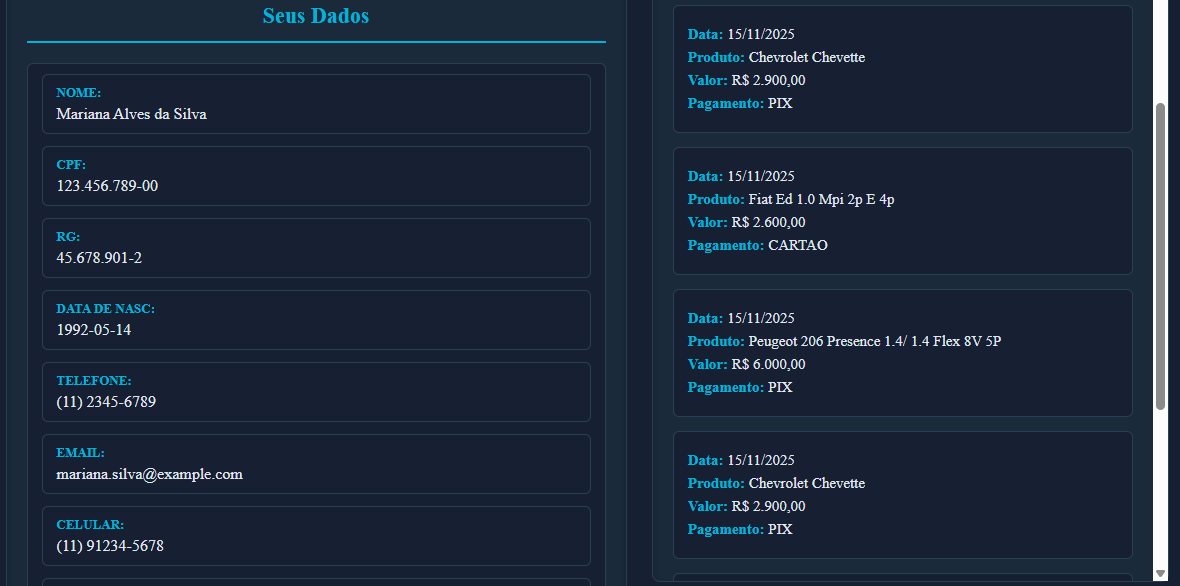 Seus Dados
NOME:
Mariana Alves da Silva
CPF:
123.456.789-00
RG:
45.678.901-2
DATA DE NASC:
1992-05-14
TELEFONE:
(11) 2345-6789
EMAIL:
mariana.silva@example.com
CELULAR:
(11) 91234-5678
Data: 15/11/2025
Produto: Chevrolet Chevette
Valor: R$ 2.900,00
Pagamento: PIX
Data: 15/11/2025
Produto: Fiat Ed 1.0 Mpi 2p E 4p
Valor: R$ 2.600,00
Pagamento: CARTAO
Data: 15/11/2025
Produto: Peugeot 206 Presence 1.4/ 1.4 Flex 8V 5P
Valor: R$ 6.000,00
Pagamento: PIX
Data: 15/11/2025
Produto: Chevrolet Chevette
Valor: R$ 2.900,00
Pagamento: PIX